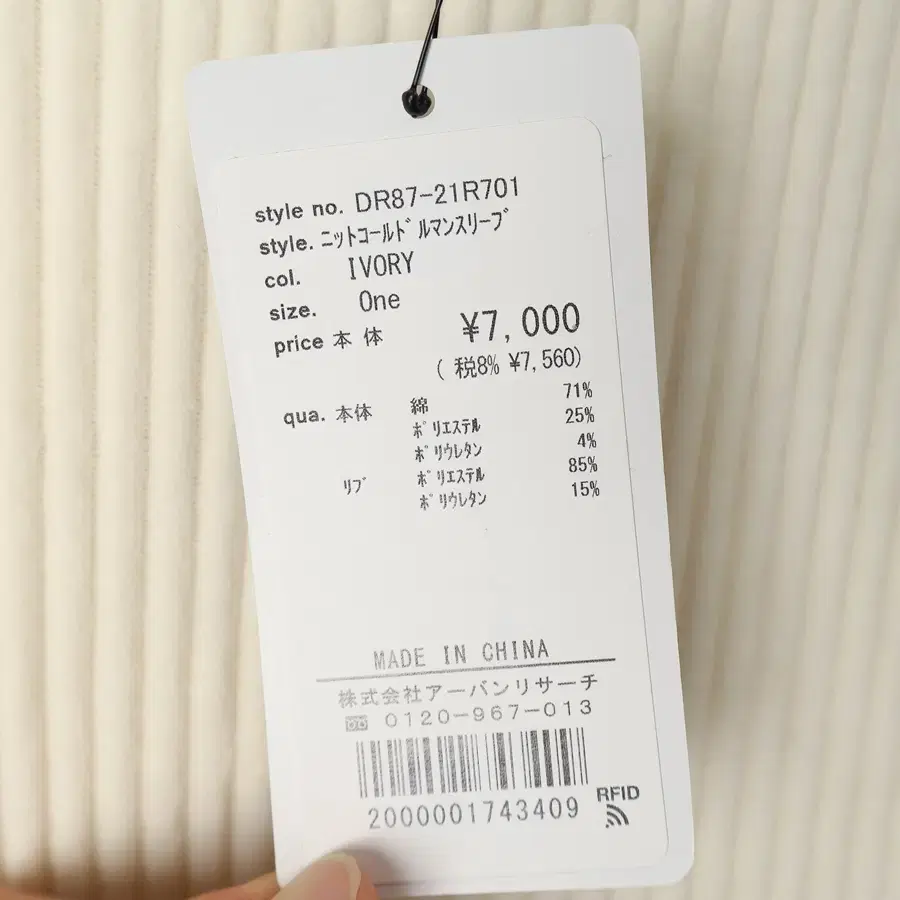 style no. DR87-21R701
style. ﾆｯﾄｺｰﾙﾄﾞﾙﾏﾝｽﾘｰﾌﾞ
col. IVORY
size. One
price 本 体 ¥7,000
( 税8% ¥7,560)
qua. 本体 綿 71%
ﾎﾟﾘｴｽﾃﾙ 25%
ﾎﾟﾘｳﾚﾀﾝ 4%
ﾘﾌﾞ ﾎﾟﾘｴｽﾃﾙ 85%
ﾎﾟﾘｳﾚﾀﾝ 15%
MADE IN CHINA
株式会社アーバンリサーチ
0120-967-013
2000001743409
RFID